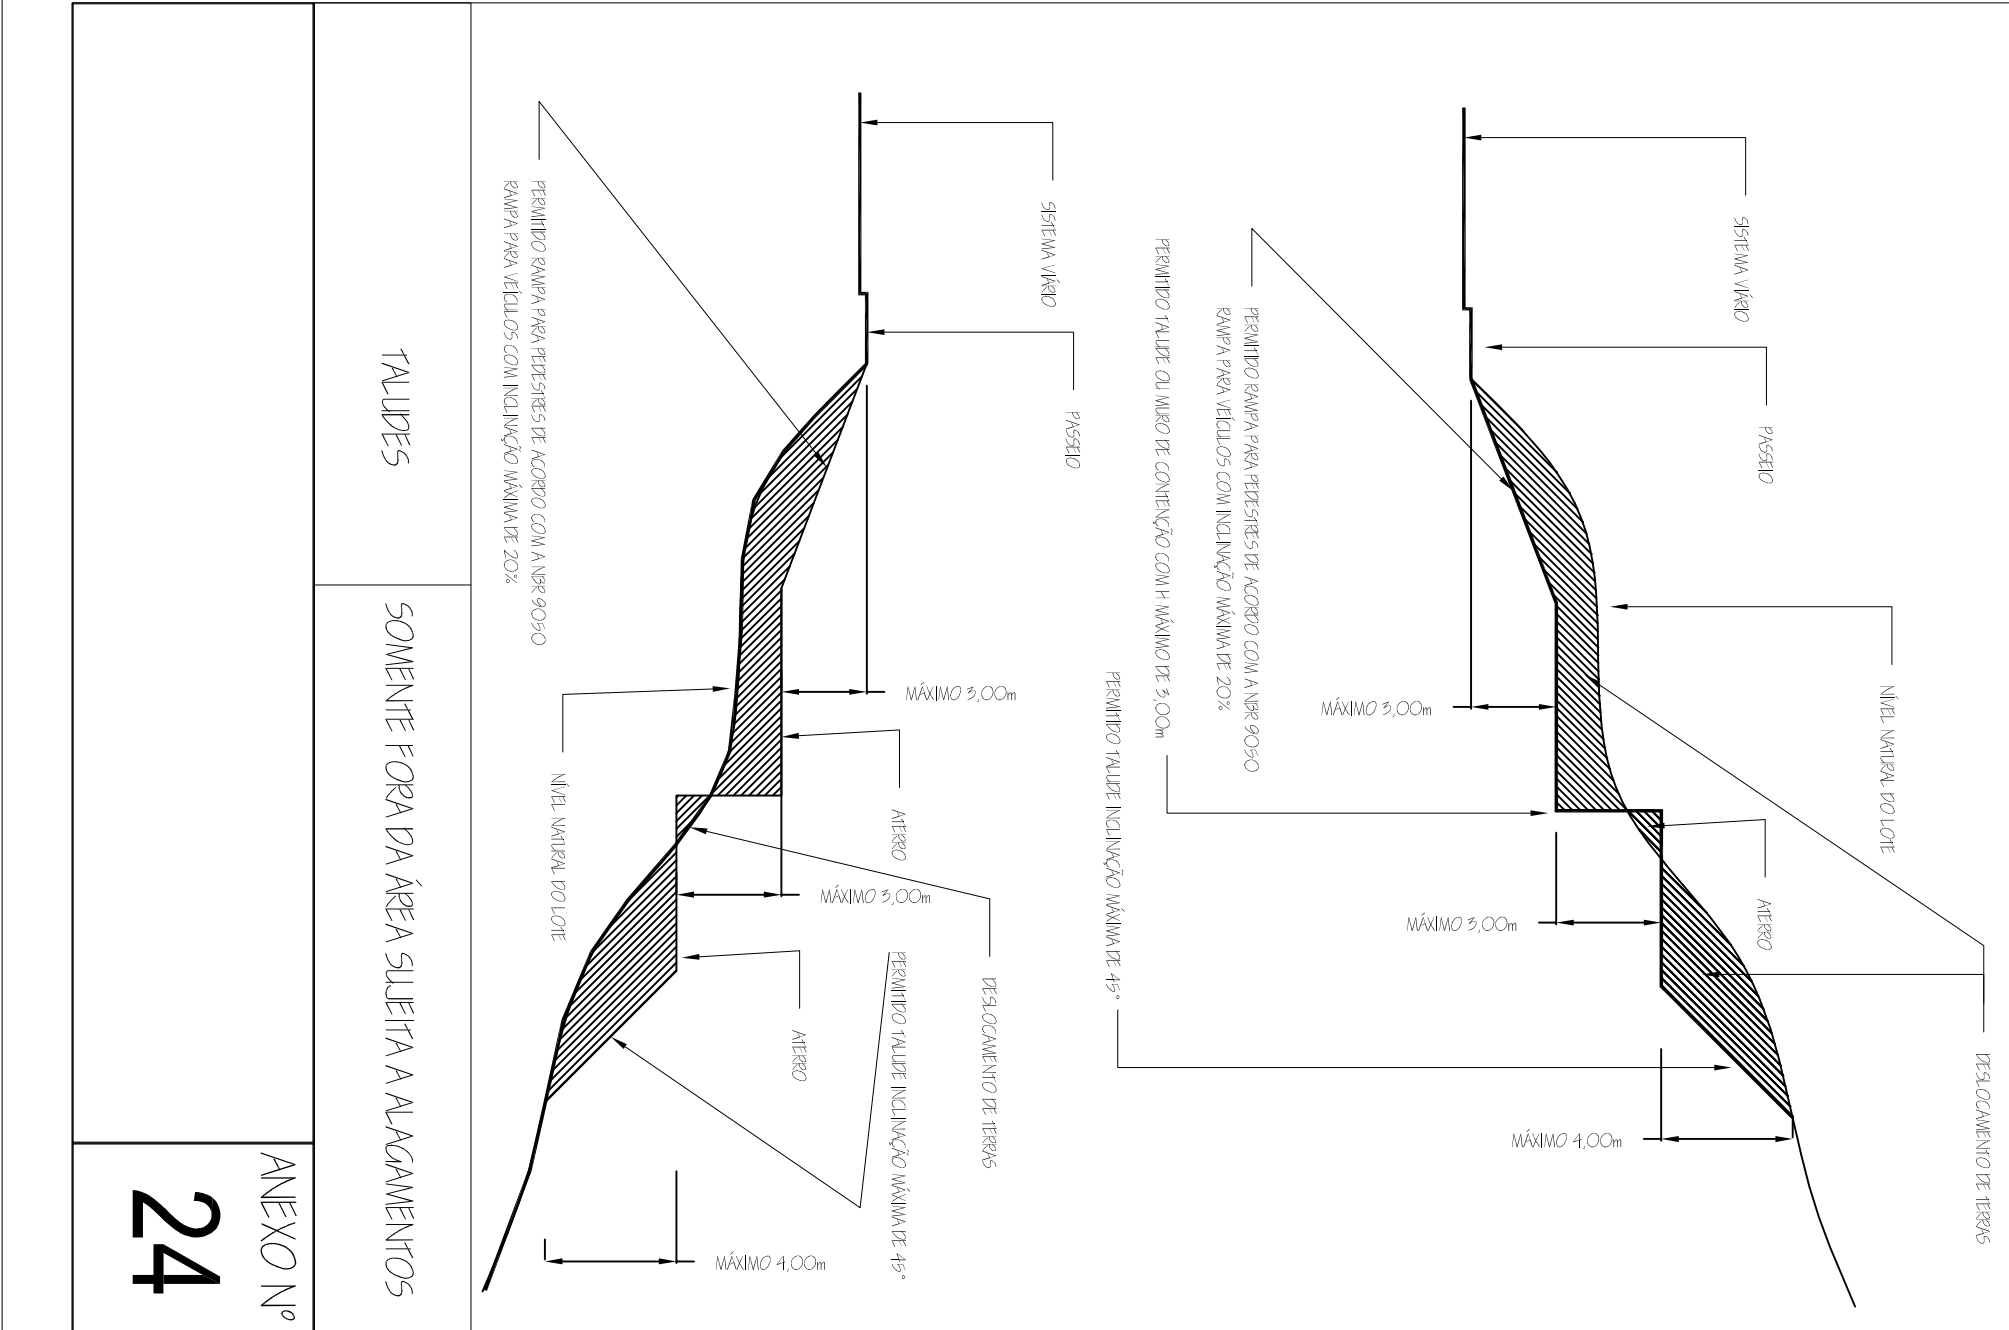 SISTEMA VIÁRIO
PASSEIO
NÍVEL NATURAL DO LOTE
ATERRO
DESLOCAMENTO DE TERRAS
PERMITIDO RAMPA PARA PEDESTRES DE ACORDO COM A NBR 9050
RAMPA PARA VEÍCULOS COM INCLINAÇÃO MÁXIMA DE 20%
MÁXIMO 3,00m
MÁXIMO 3,00m
MÁXIMO 4,00m
PERMITIDO TALUDE OU MURO DE CONTENÇÃO COM H MÁXIMO DE 3,00m
PERMITIDO TALUDE INCLINAÇÃO MÁXIMA DE 45°
SISTEMA VIÁRIO
PASSEIO
MÁXIMO 3,00m
ATERRO
MÁXIMO 3,00m
DESLOCAMENTO DE TERRAS
ATERRO
PERMITIDO TALUDE INCLINAÇÃO MÁXIMA DE 45°
MÁXIMO 4,00m
NÍVEL NATURAL DO LOTE
PERMITIDO RAMPA PARA PEDESTRES DE ACORDO COM A NBR 9050
RAMPA PARA VEÍCULOS COM INCLINAÇÃO MÁXIMA DE 20%
TALUDES
SOMENTE FORA DA ÁREA SUJEITA A ALAGAMENTOS
ANEXO Nº
24